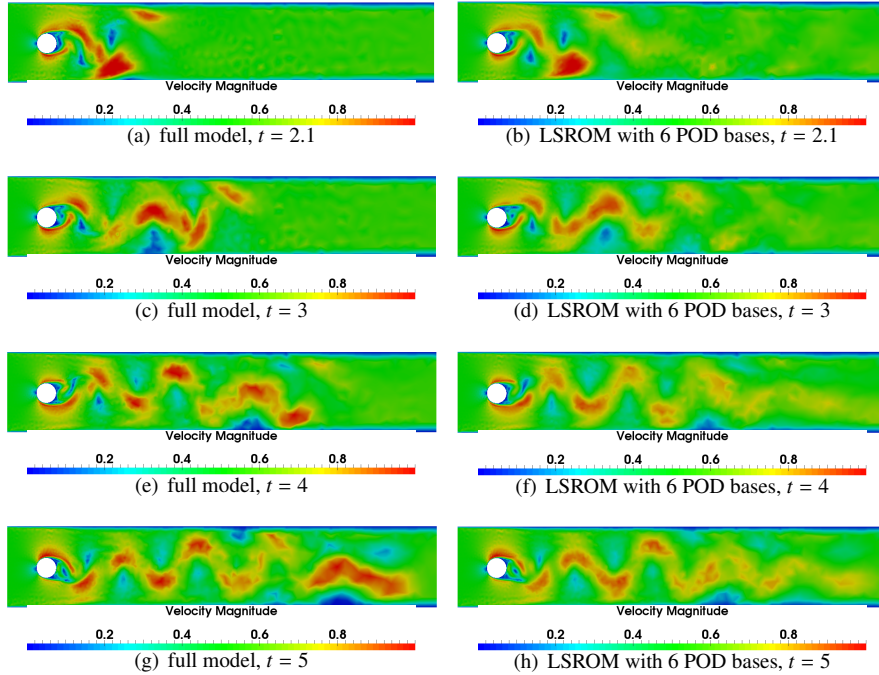 Velocity Magnitude
0.2 0.4 0.6 0.8
(a) full model, t = 2.1
Velocity Magnitude
0.2 0.4 0.6 0.8
(b) LSROM with 6 POD bases, t = 2.1
Velocity Magnitude
0.2 0.4 0.6 0.8
(c) full model, t = 3
Velocity Magnitude
0.2 0.4 0.6 0.8
(d) LSROM with 6 POD bases, t = 3
Velocity Magnitude
0.2 0.4 0.6 0.8
(e) full model, t = 4
Velocity Magnitude
0.2 0.4 0.6 0.8
(f) LSROM with 6 POD bases, t = 4
Velocity Magnitude
0.2 0.4 0.6 0.8
(g) full model, t = 5
Velocity Magnitude
0.2 0.4 0.6 0.8
(h) LSROM with 6 POD bases, t = 5